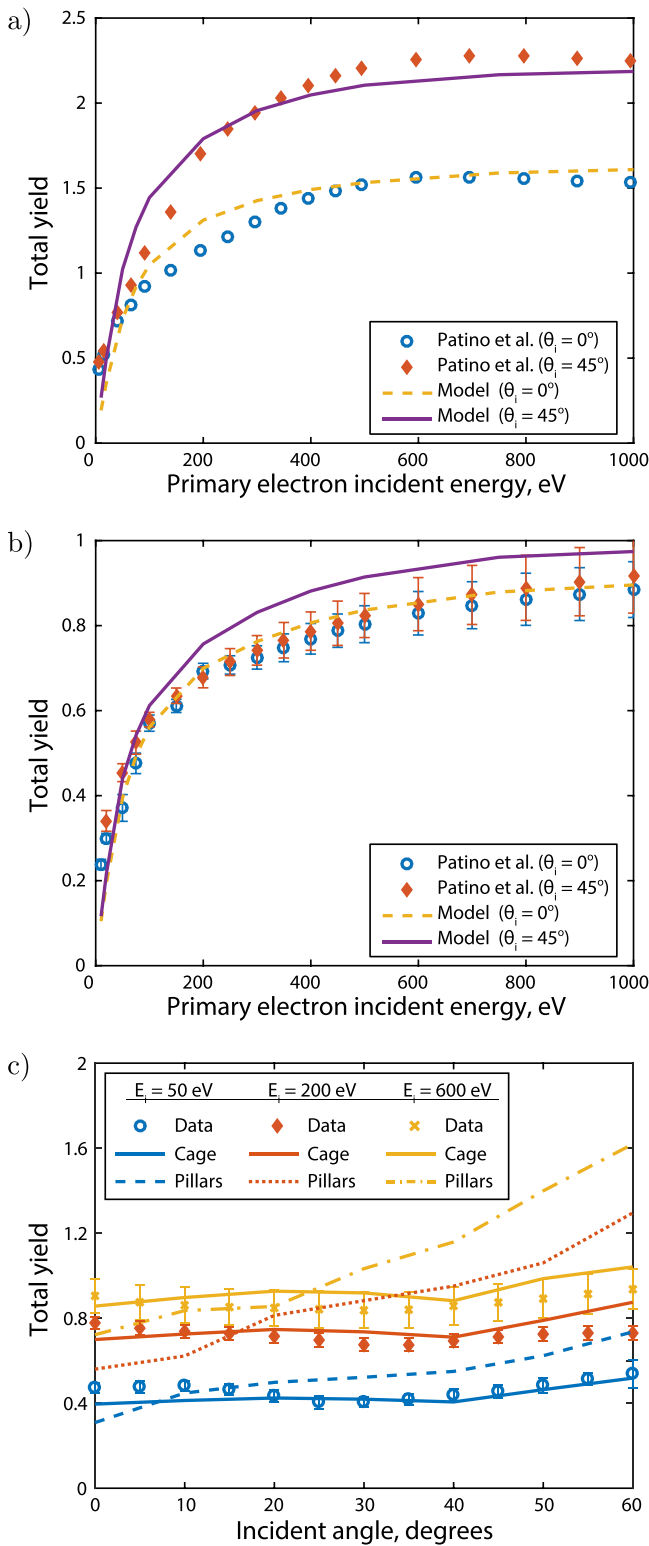 a)
2.5
2
1.5
1
0.5
0
Total yield
Patino et al. (θi = 0°)
Patino et al. (θi = 45°)
Model (θi = 0°)
Model (θi = 45°)
0 200 400 600 800 1000
Primary electron incident energy, eV
b)
1
0.8
0.6
0.4
0.2
0
Total yield
Patino et al. (θi = 0°)
Patino et al. (θi = 45°)
Model (θi = 0°)
Model (θi = 45°)
0 200 400 600 800 1000
Primary electron incident energy, eV
c)
2
1.6
1.2
0.8
0.4
0
Total yield
Ei = 50 eV Ei = 200 eV Ei = 600 eV
Data Data Data
Cage Cage Cage
Pillars Pillars Pillars
0 10 20 30 40 50 60
Incident angle, degrees